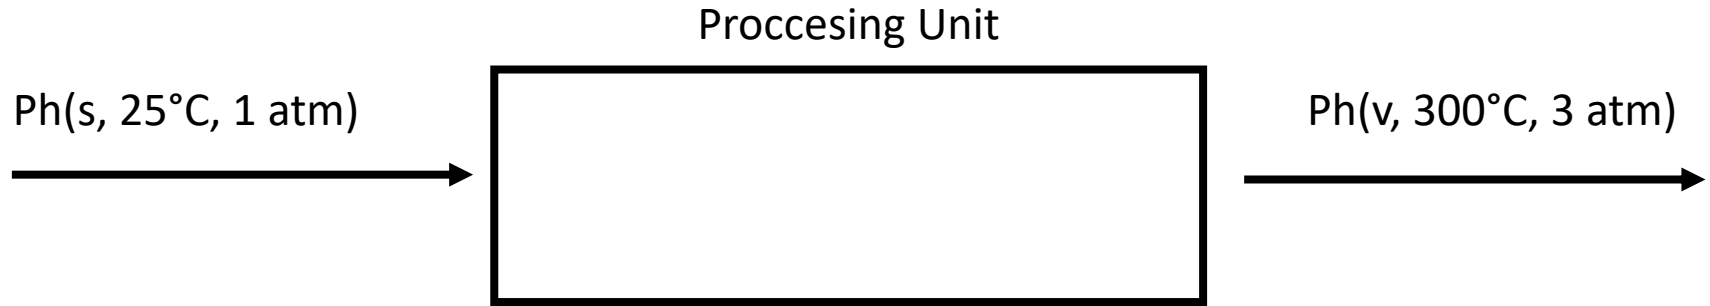 Proccesing Unit
Ph(s, 25°C, 1 atm)
Ph(v, 300°C, 3 atm)